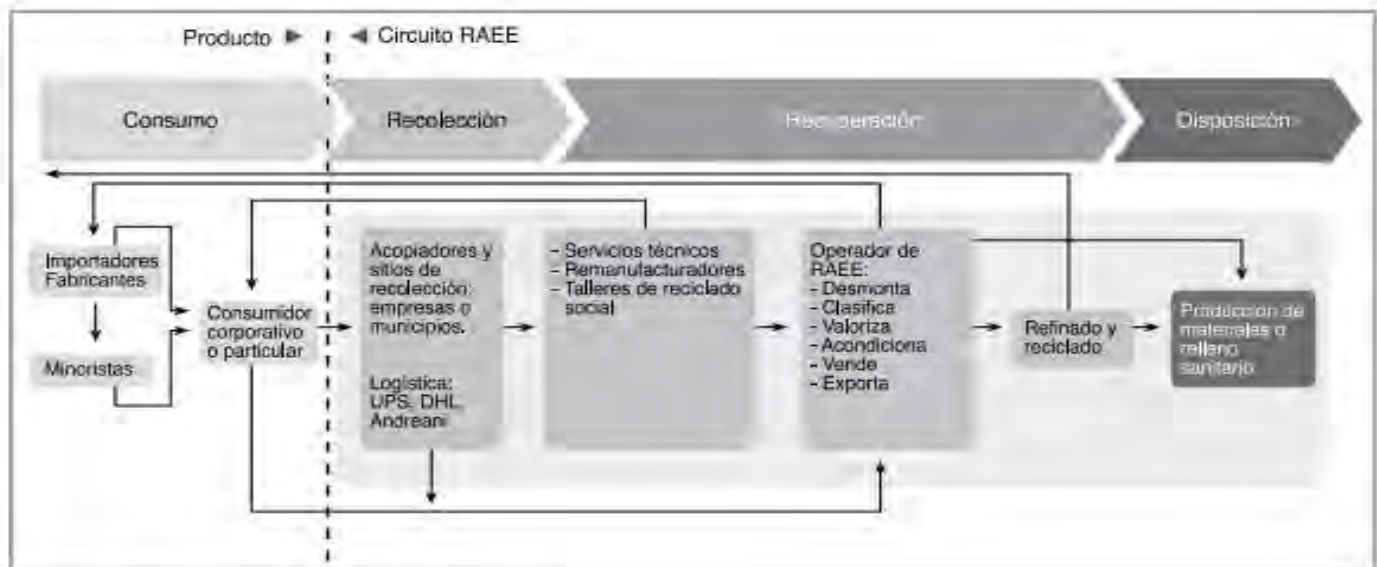 Producto ▶
◀ Circuito RAEE
Consumo
Recolección
Recuperación
Disposición
Importadores
Fabricantes
Minoristas
Consumidor
corporativo
o particular
Acopiadores y
sitios de
recolección:
empresas o
municipios.
Logística:
UPS, DHL,
Andreani
– Servicios técnicos
– Remanufacturadores
– Talleres de reciclado
social
Operador de
RAEE:
– Desmonta
– Clasifica
– Valoriza
– Acondiciona
– Vende
– Exporta
Refinado y
reciclado
Producción de
materiales o
relleno
sanitario